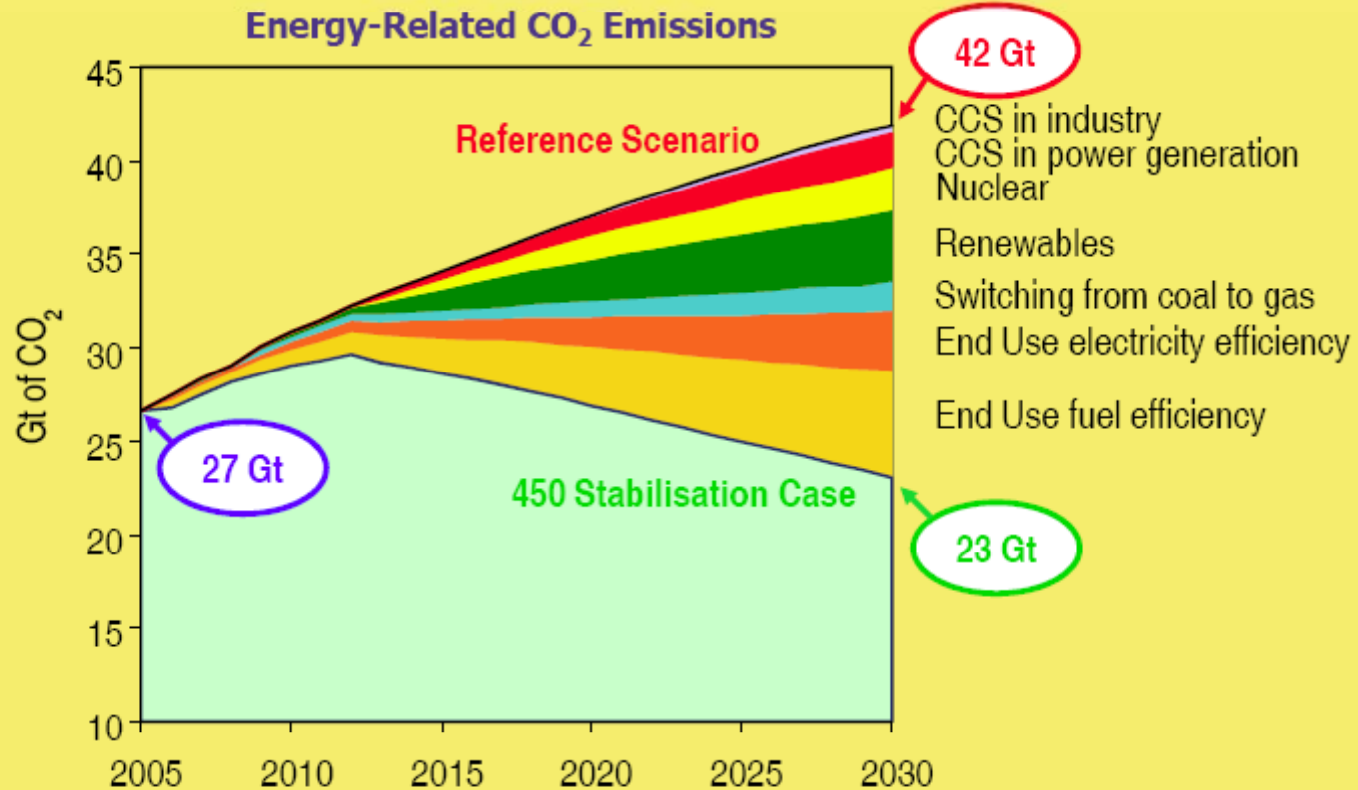 Energy-Related CO₂ Emissions
42 Gt
45
40
35
30
25
20
15
10
Gt of CO₂
Reference Scenario
CCS in industry
CCS in power generation
Nuclear
Renewables
Switching from coal to gas
End Use electricity efficiency
End Use fuel efficiency
27 Gt
450 Stabilisation Case
23 Gt
2005 2010 2015 2020 2025 2030